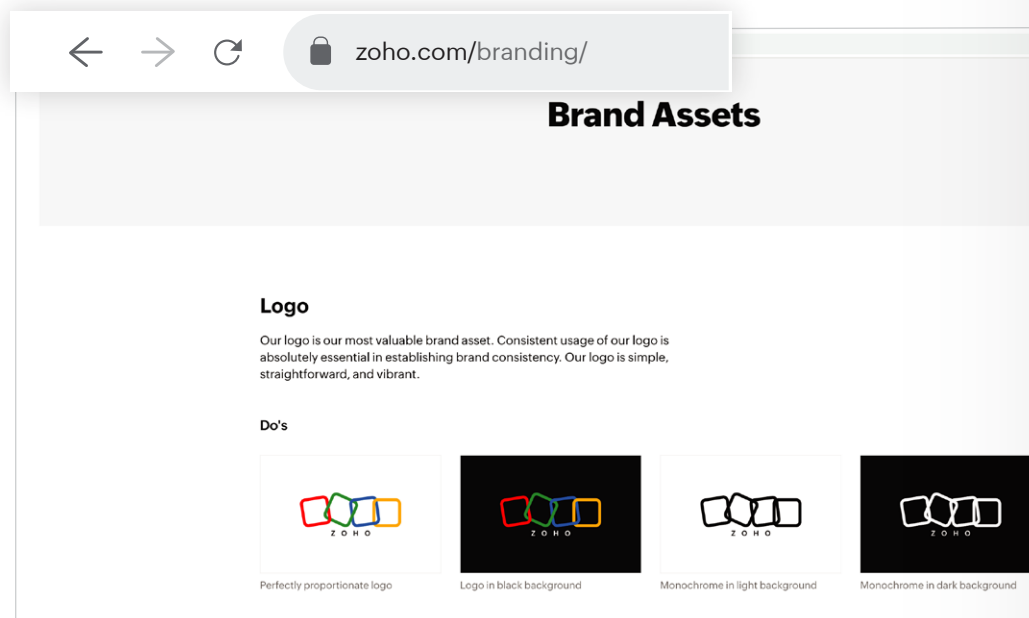 zoho.com/branding/
Brand Assets
Logo
Our logo is our most valuable brand asset. Consistent usage of our logo is
absolutely essential in establishing brand consistency. Our logo is simple,
straightforward, and vibrant.
Do's
ZOHO
ZOHO
ZOHO
ZOHO
Perfectly proportionate logo
Logo in black background
Monochrome in light background
Monochrome in dark background